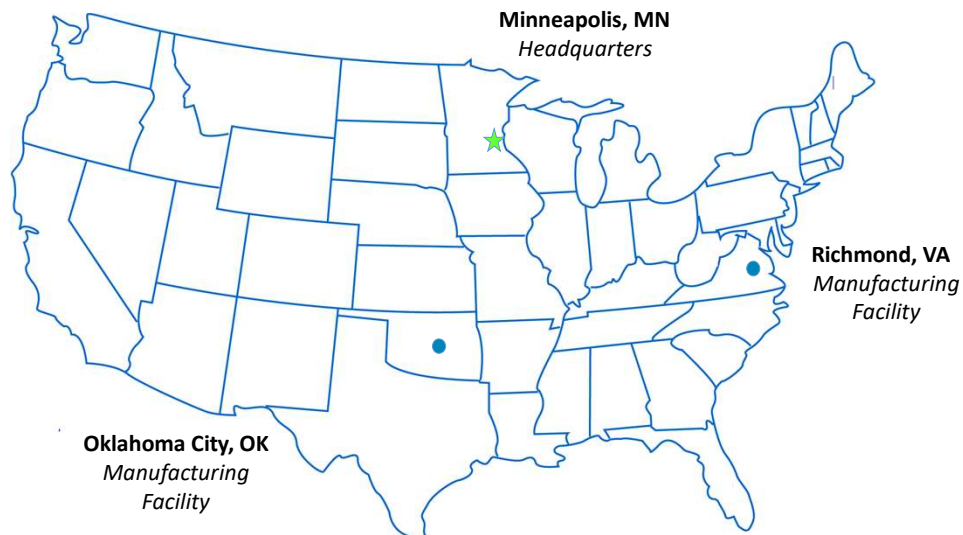 Minneapolis, MN
Headquarters
Richmond, VA
Manufacturing
Facility
Oklahoma City, OK
Manufacturing
Facility